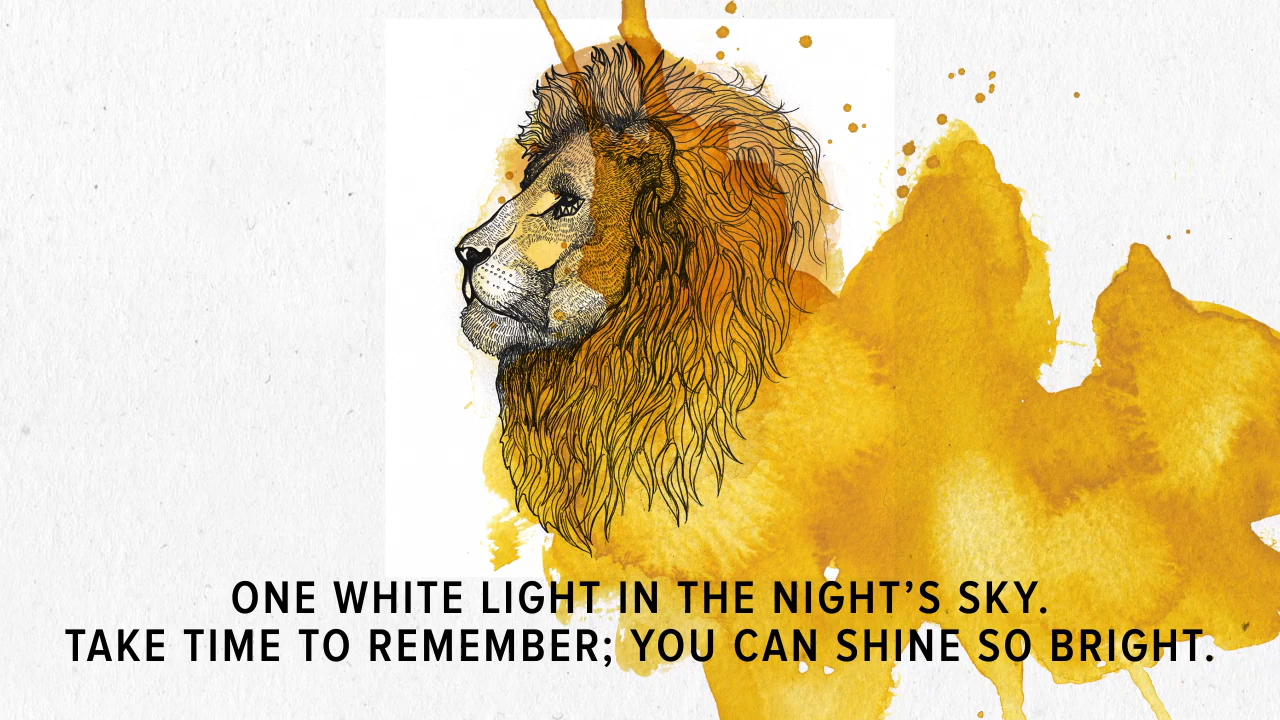 ONE WHITE LIGHT IN THE NIGHT’S SKY.
TAKE TIME TO REMEMBER; YOU CAN SHINE SO BRIGHT.